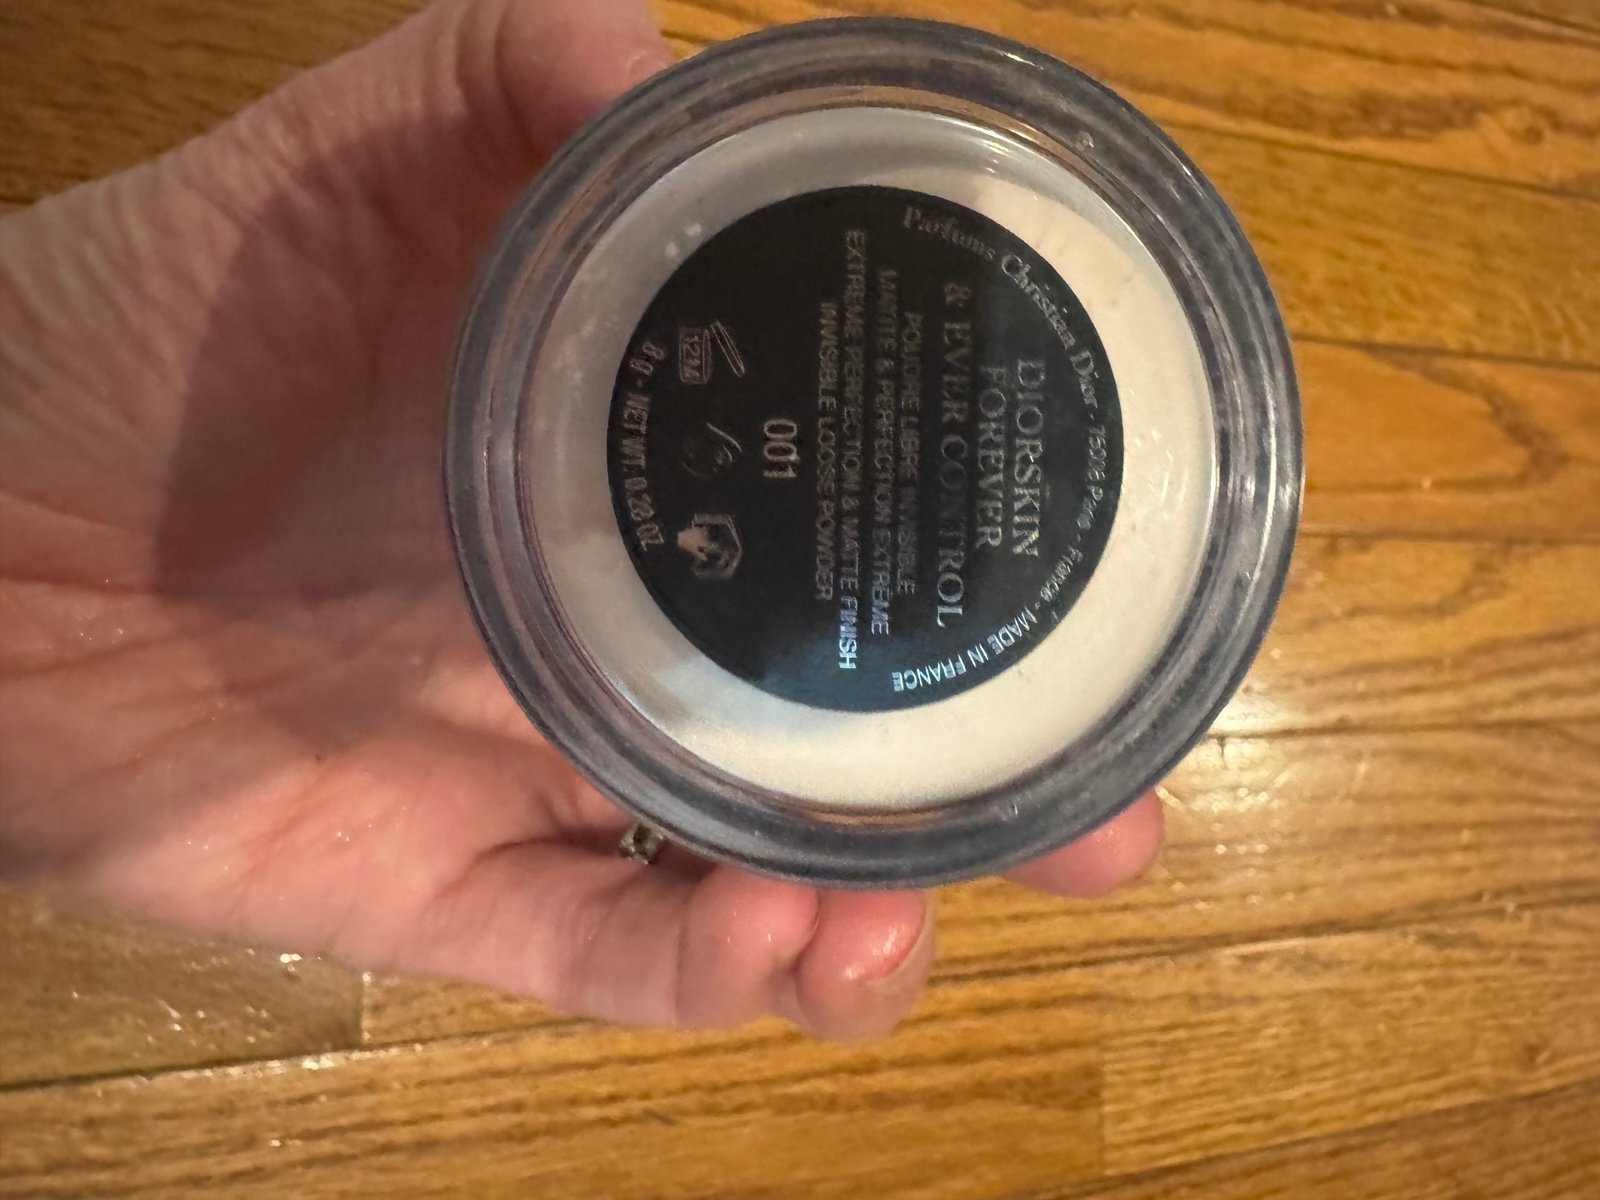 Parfums Christian Dior - 75008 Paris - France - MADE IN FRANCE
DIORSKIN
FOREVER
& EVER CONTROL
POUDRE LIBRE INVISIBLE
MATITÉ & PERFECTION EXTRÊME
EXTREME PERFECTION & MATTE FINISH
INVISIBLE LOOSE POWDER
001
12M
8 g - NET WT. 0.28 OZ.